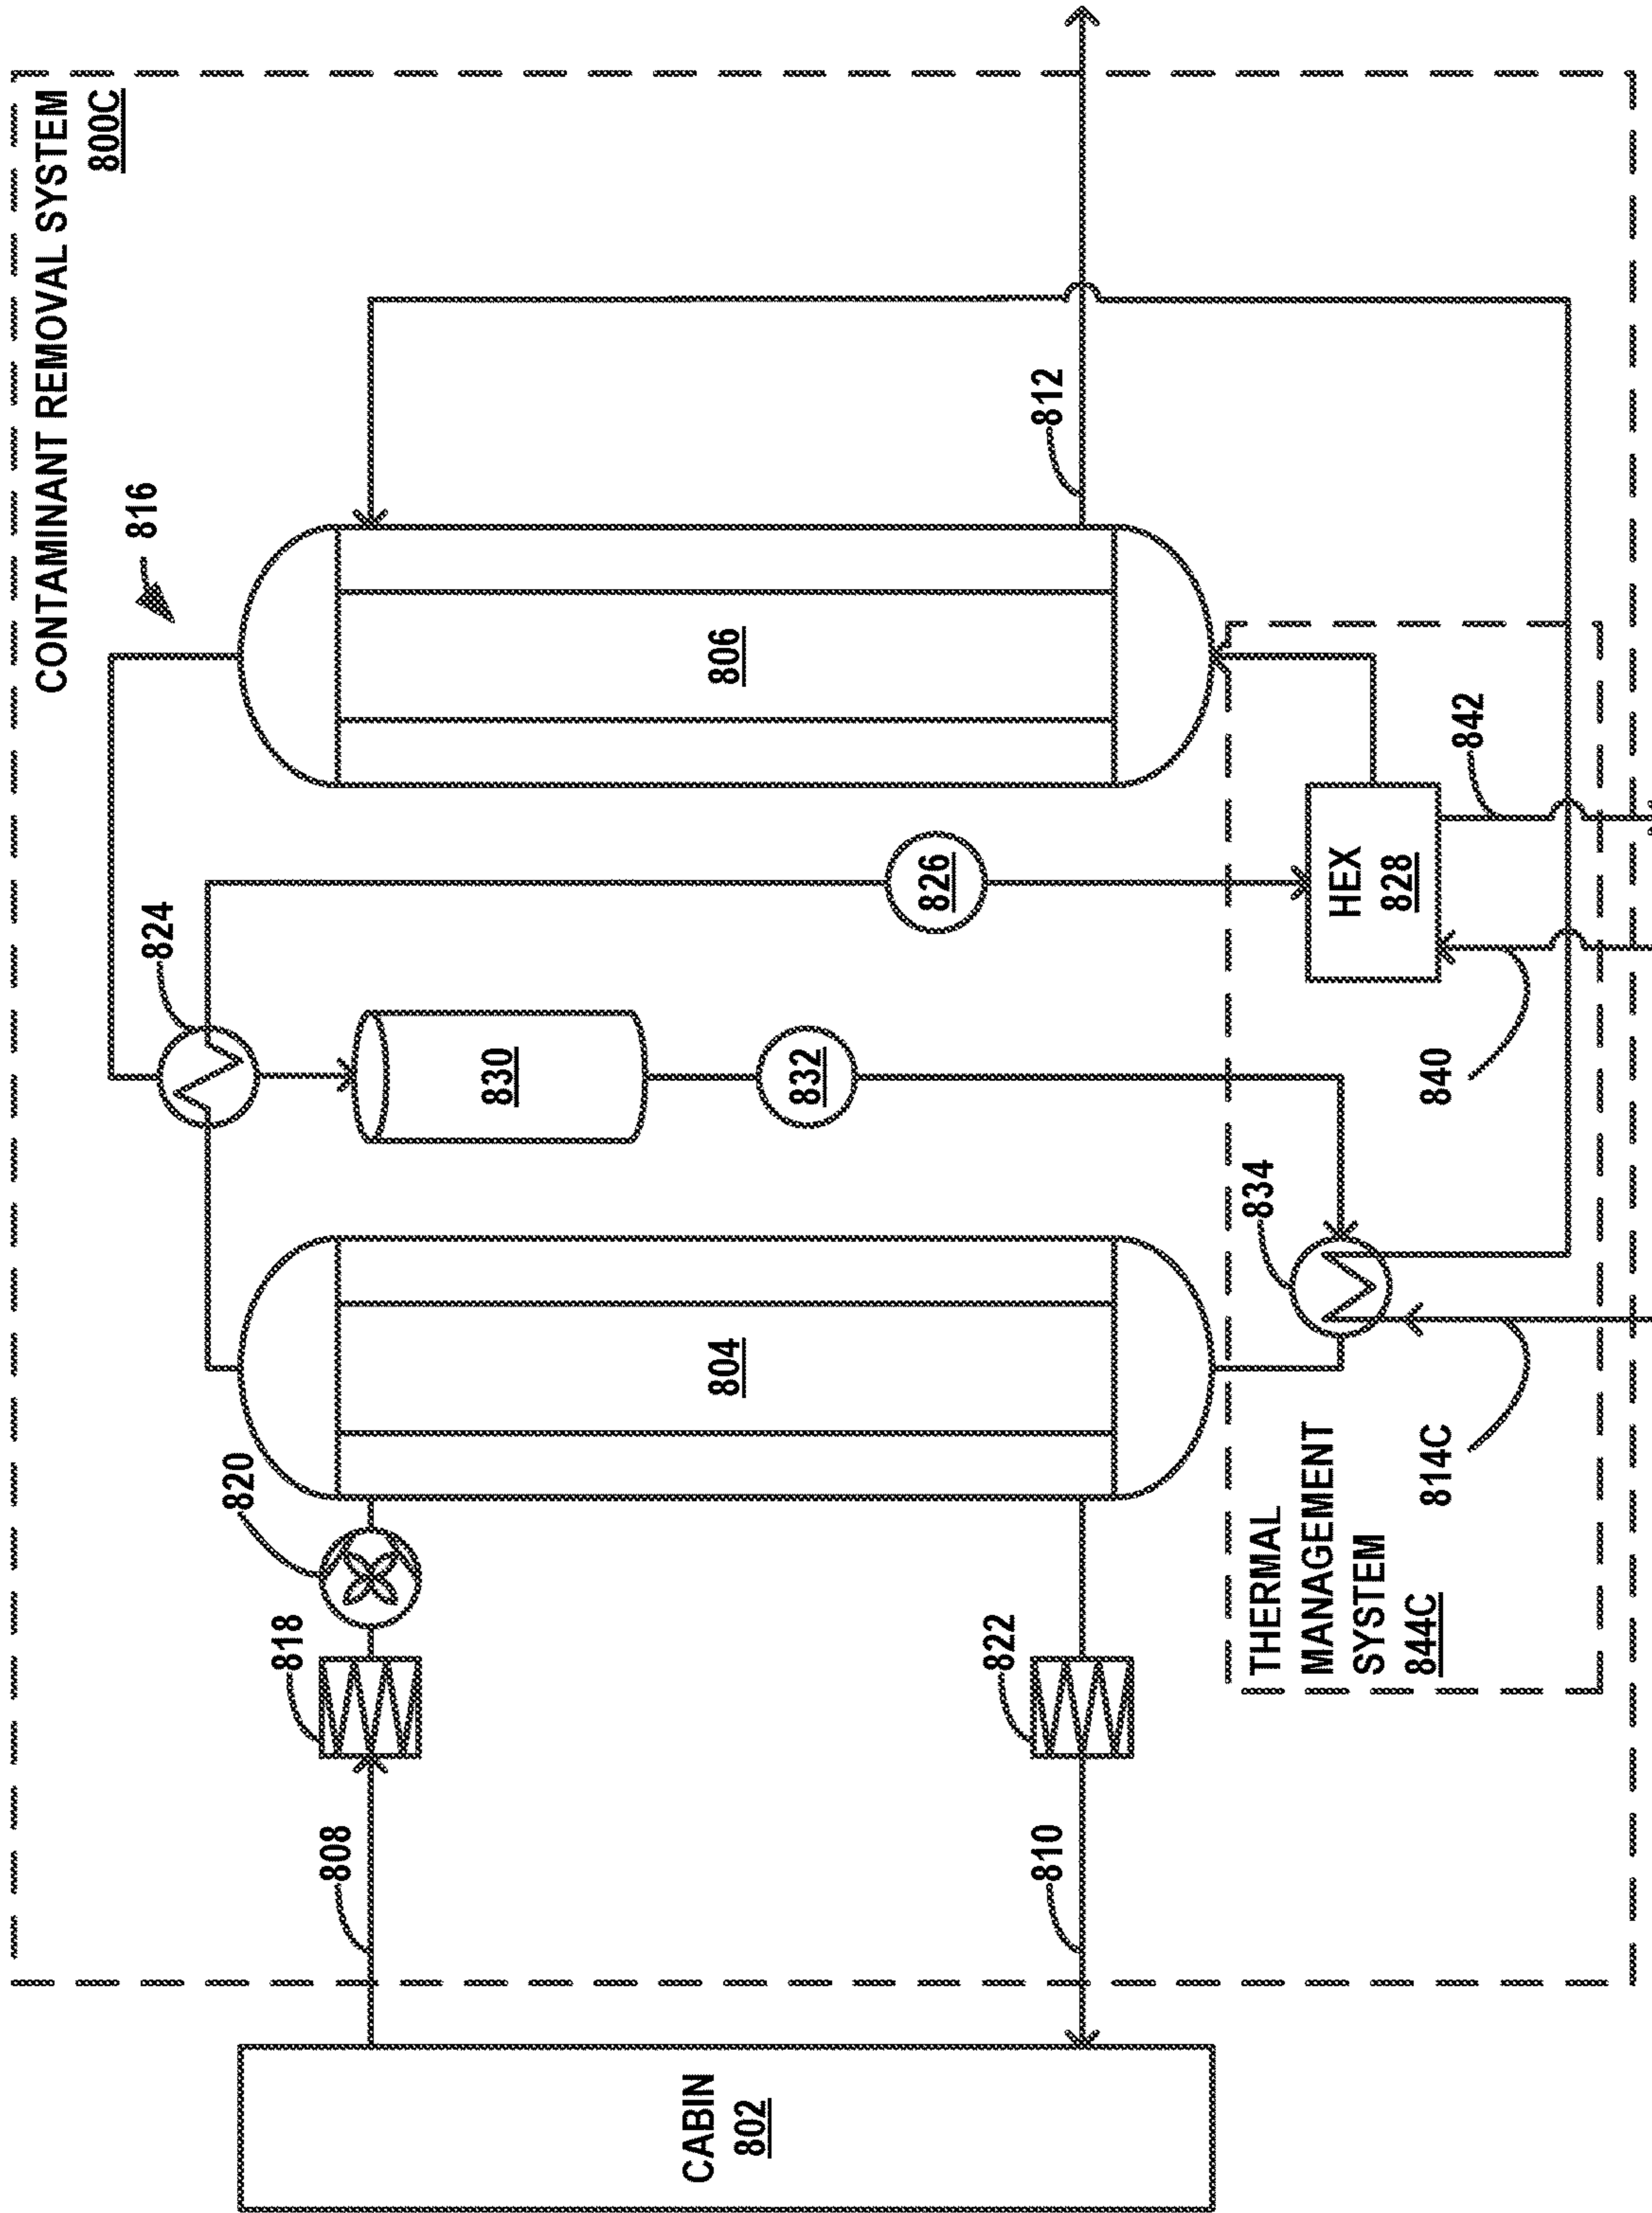 CONTAMINANT REMOVAL SYSTEM
800C
816
824
820
818
808
812
806
826
830
832
804
822
810
CABIN
802
HEX
828
842
840
834
814C
THERMAL
MANAGEMENT
SYSTEM
844C